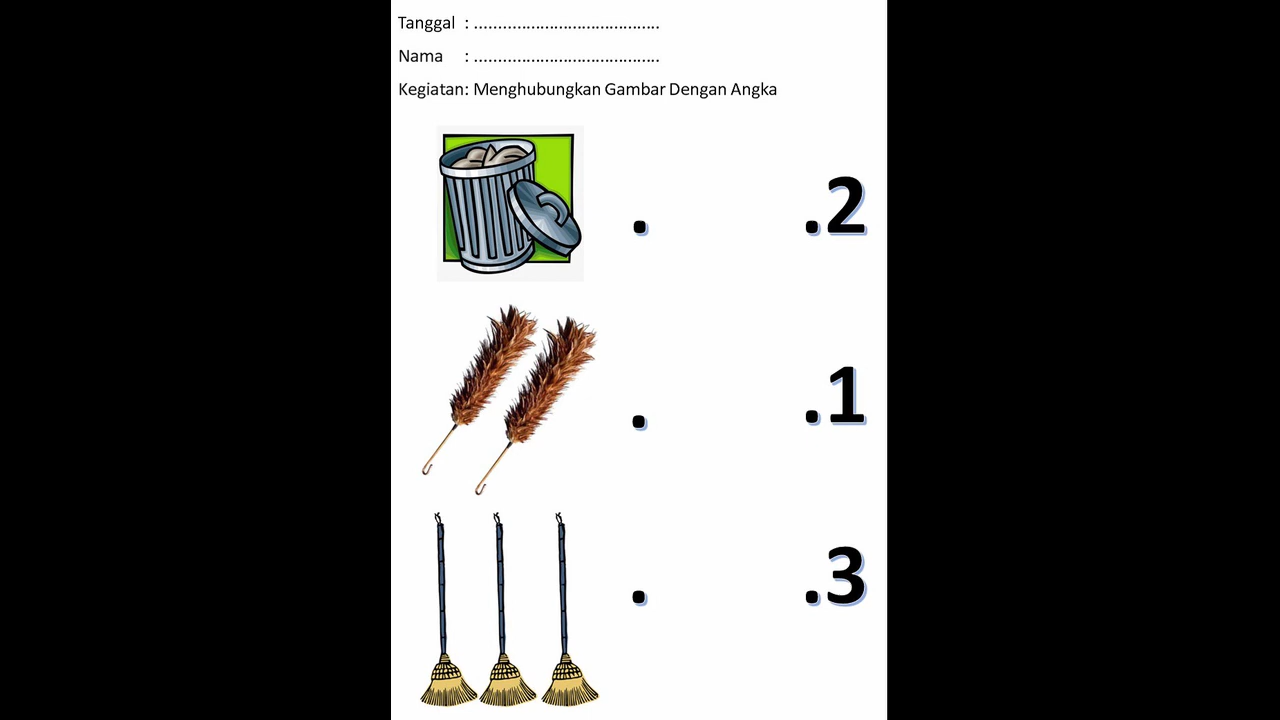 Tanggal : .......................................
Nama : .......................................
Kegiatan: Menghubungkan Gambar Dengan Angka
. .2
. .1
. .3